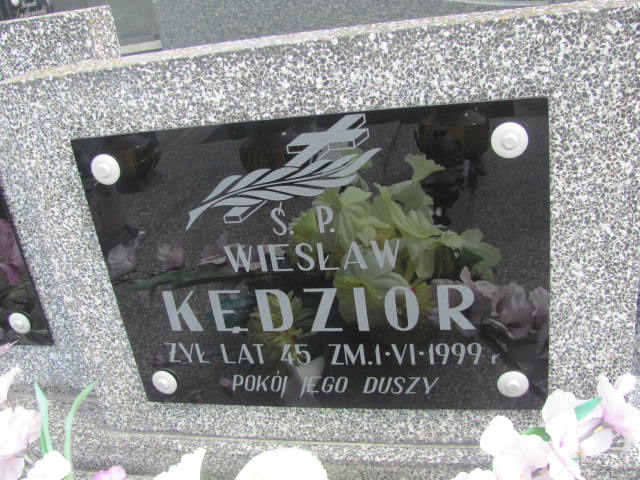 Ś. P.
WIESŁAW
KĘDZIOR
ŻYŁ LAT 45 ZM.1·VI·1999 r
POKÓJ JEGO DUSZY